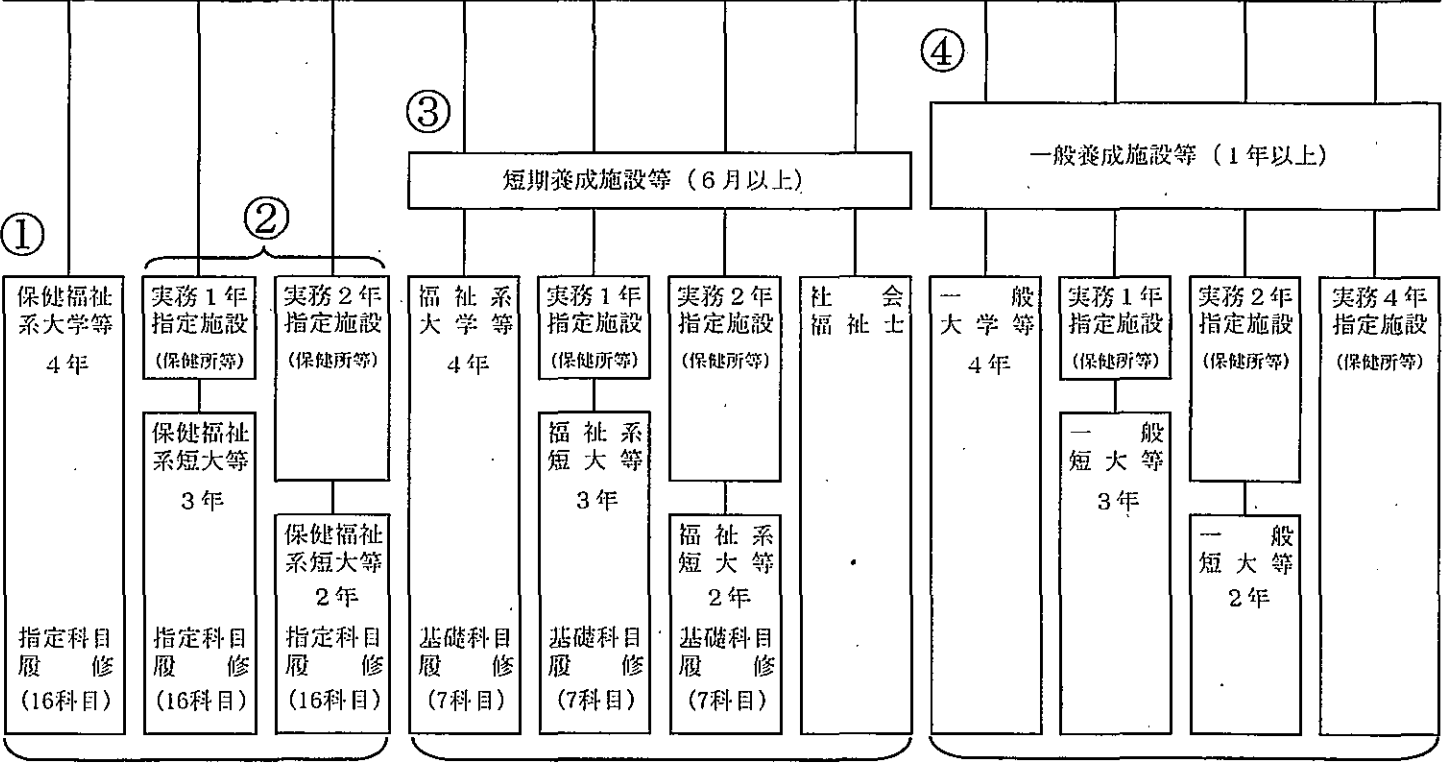 ④
③
一般養成施設等（1年以上）
短期養成施設等（6月以上）
①
②
保健福祉
系大学等
4年
指定科目
履修
(16科目)
実務1年
指定施設
(保健所等)
保健福祉
系短大等
3年
指定科目
履修
(16科目)
実務2年
指定施設
(保健所等)
保健福祉
系短大等
2年
指定科目
履修
(16科目)
福祉系
大学等
4年
基礎科目
履修
(7科目)
実務1年
指定施設
(保健所等)
福祉系
短大等
3年
基礎科目
履修
(7科目)
実務2年
指定施設
(保健所等)
福祉系
短大等
2年
基礎科目
履修
(7科目)
社会
福祉士
一般
大学等
4年
実務1年
指定施設
(保健所等)
一般
短大等
3年
実務2年
指定施設
(保健所等)
一般
短大等
2年
実務4年
指定施設
(保健所等)